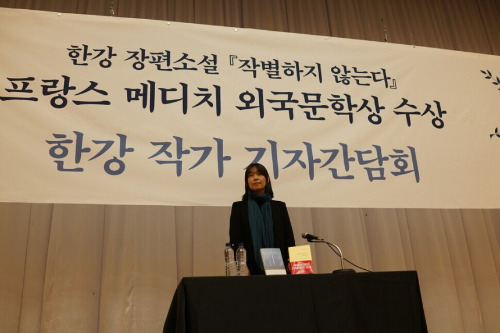 한강 장편소설 『작별하지 않는다』
프랑스 메디치 외국문학상 수상
한강 작가 기자간담회